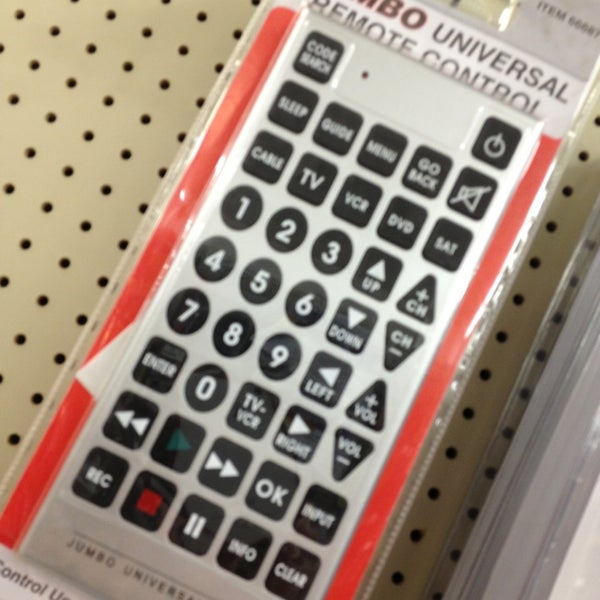 ITEM 66687
JUMBO UNIVERSAL
REMOTE CONTROL
CODE SEARCH
SLEEP GUIDE MENU GO BACK
CABLE TV VCR DVD SAT
1 2 3 UP + CH
4 5 6 DOWN CH −
7 8 9 LEFT + VOL
ENTER 0 TV-VCR RIGHT VOL −
OK INPUT
REC INFO CLEAR
JUMBO UNIVERSAL
Control